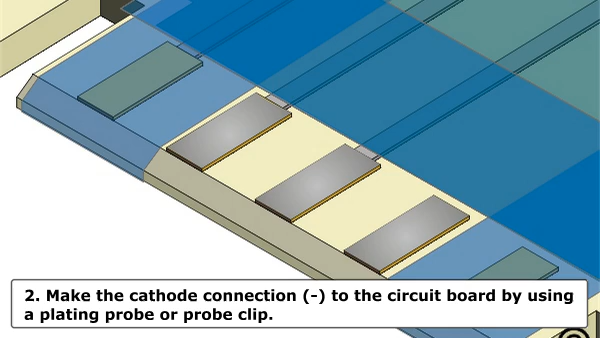 2. Make the cathode connection (-) to the circuit board by using
a plating probe or probe clip.